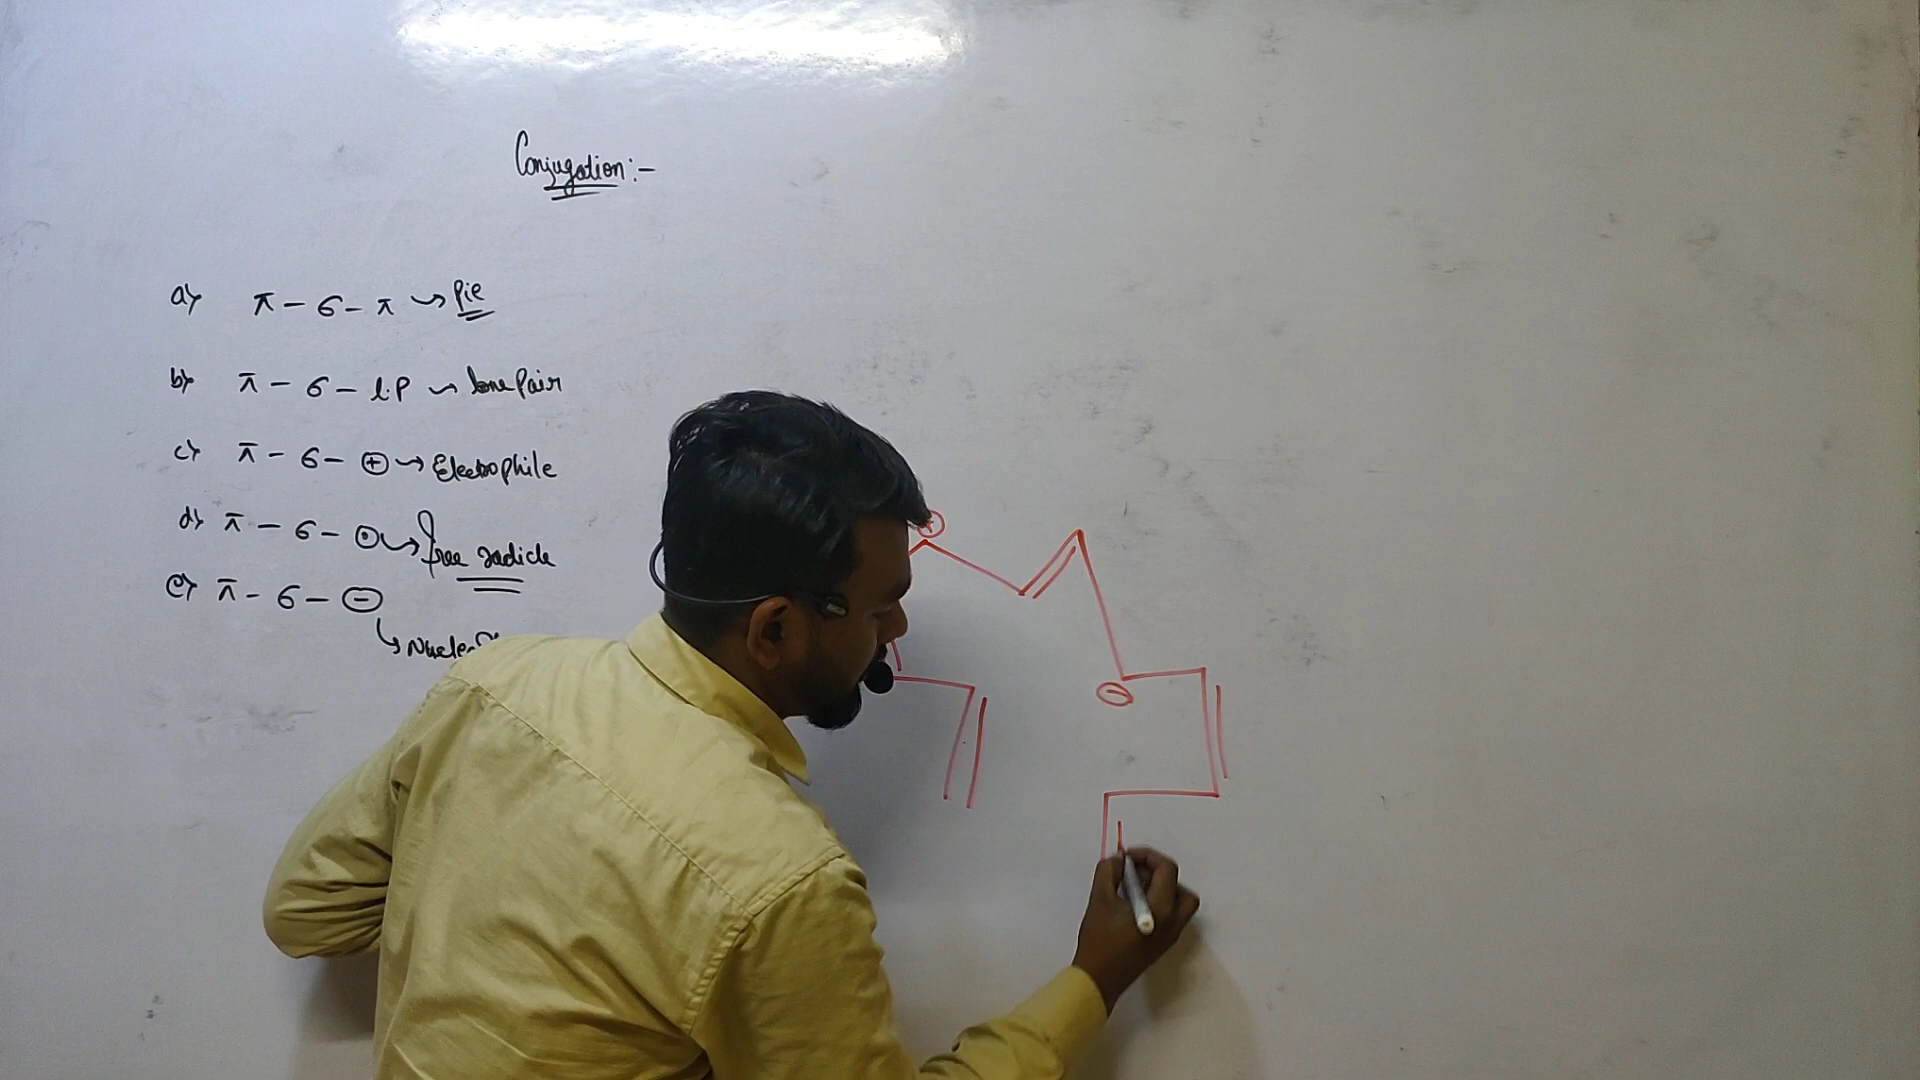 Conjugation:-
a) π - σ - π → Pie
b) π - σ - l.P → lone Pair
c) π - σ - ⊕ → Electrophile
d) π - σ - ⊙ → free radicle
e) π - σ - ⊖
↳
⊕
⊖